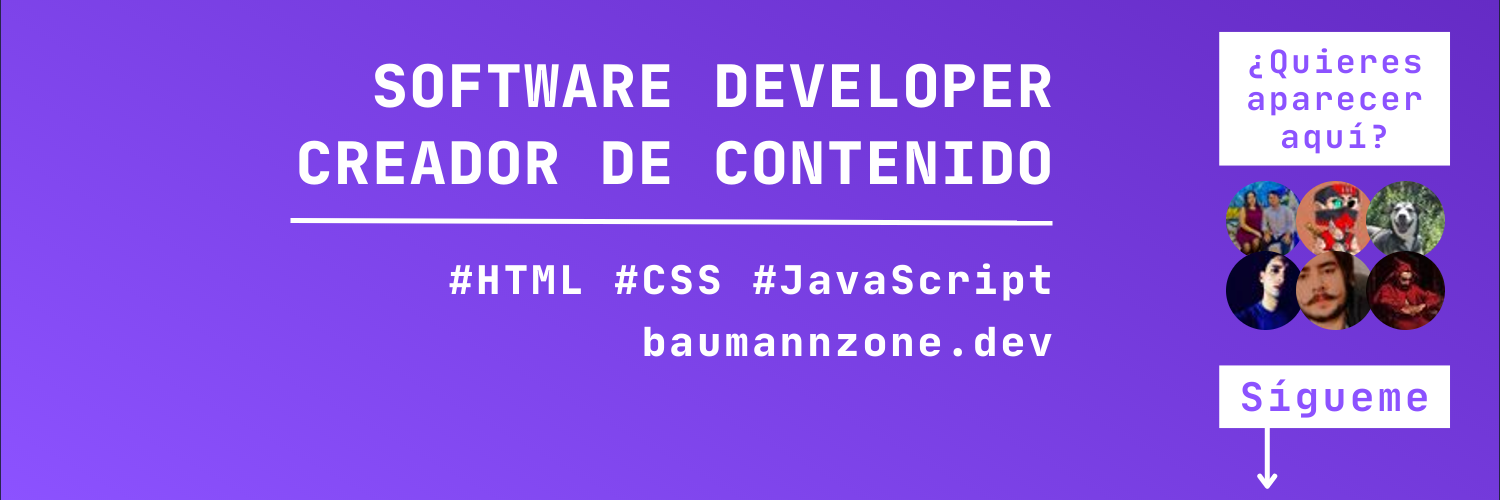 SOFTWARE DEVELOPER
CREADOR DE CONTENIDO
#HTML #CSS #JavaScript
baumannzone.dev
¿Quieres
aparecer
aquí?
Sígueme